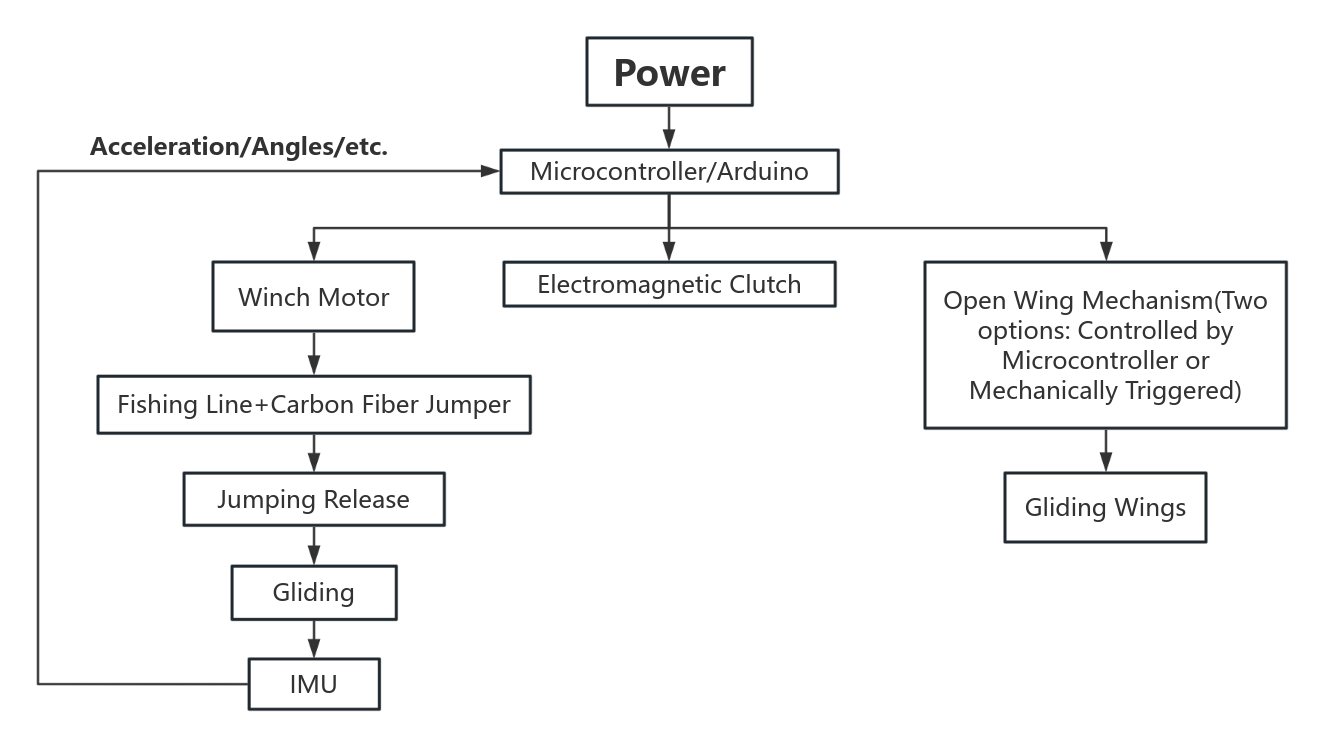 Power
Acceleration/Angles/etc.
Microcontroller/Arduino
Winch Motor
Electromagnetic Clutch
Open Wing Mechanism(Two
options: Controlled by
Microcontroller or
Mechanically Triggered)
Fishing Line+Carbon Fiber Jumper
Jumping Release
Gliding Wings
Gliding
IMU